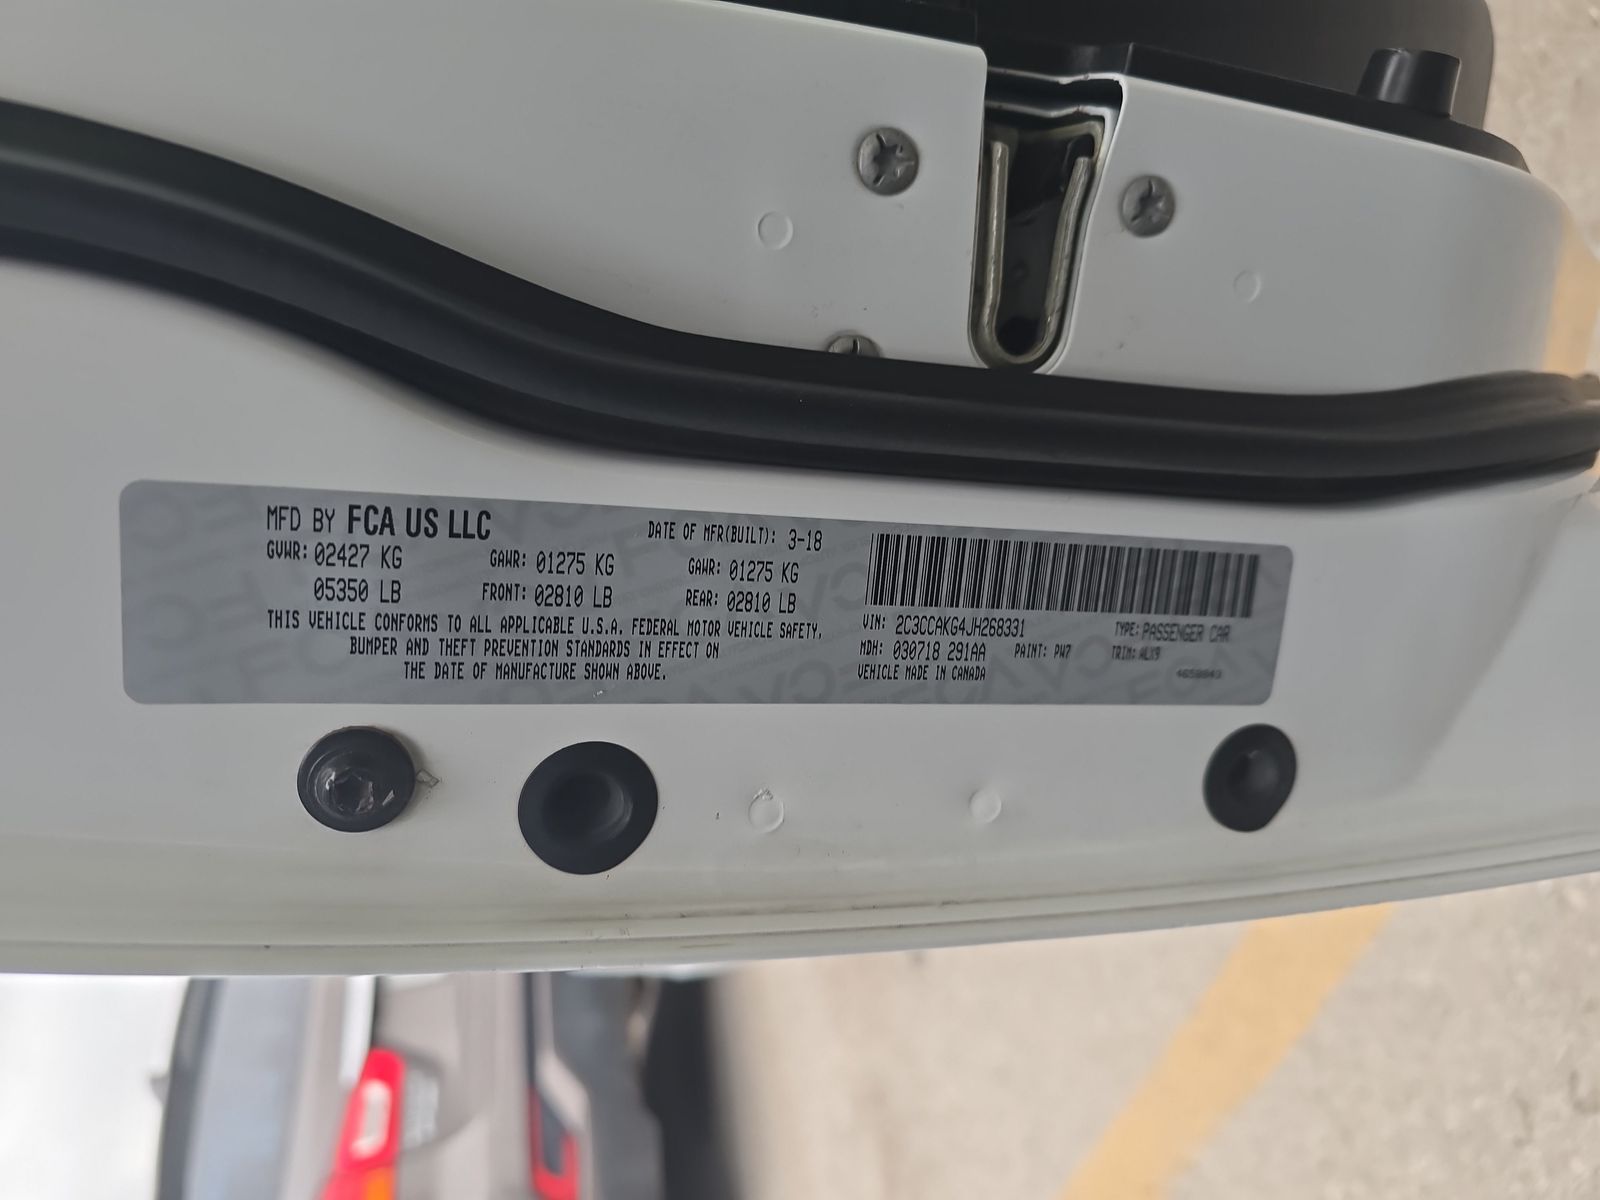 MFD BY FCA US LLC DATE OF MFR(BUILT): 3-18
GVWR: 02427 KG GAWR: 01275 KG GAWR: 01275 KG
05350 LB FRONT: 02810 LB REAR: 02810 LB
THIS VEHICLE CONFORMS TO ALL APPLICABLE U.S.A. FEDERAL MOTOR VEHICLE SAFETY,
BUMPER AND THEFT PREVENTION STANDARDS IN EFFECT ON
THE DATE OF MANUFACTURE SHOWN ABOVE.
VIN: 2C3CCAKG4JH268331 TYPE: PASSENGER CAR
MDH: 030718 291AA PAINT: PW7 TRIM: ALX9
VEHICLE MADE IN CANADA